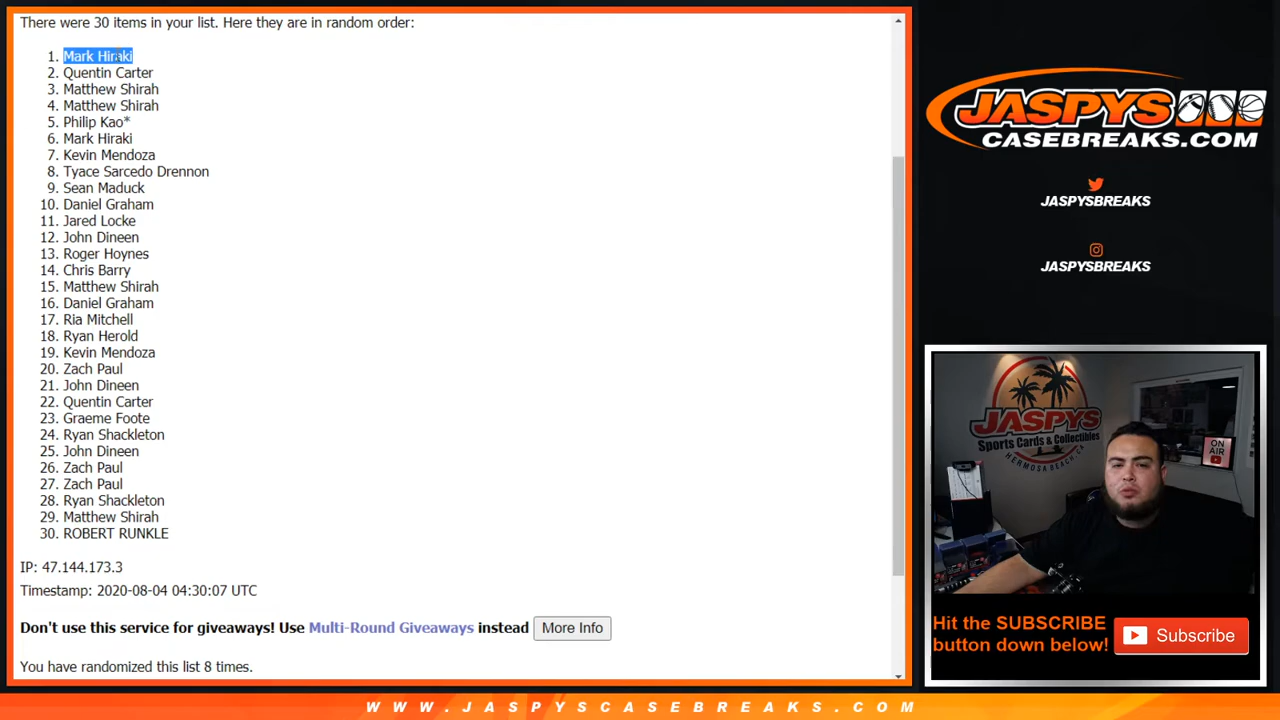 There were 30 items in your list. Here they are in random order:
1. Mark Hiraki
2. Quentin Carter
3. Matthew Shirah
4. Matthew Shirah
5. Philip Kao*
6. Mark Hiraki
7. Kevin Mendoza
8. Tyace Sarcedo Drennon
9. Sean Maduck
10. Daniel Graham
11. Jared Locke
12. John Dineen
13. Roger Hoynes
14. Chris Barry
15. Matthew Shirah
16. Daniel Graham
17. Ria Mitchell
18. Ryan Herold
19. Kevin Mendoza
20. Zach Paul
21. John Dineen
22. Quentin Carter
23. Graeme Foote
24. Ryan Shackleton
25. John Dineen
26. Zach Paul
27. Zach Paul
28. Ryan Shackleton
29. Matthew Shirah
30. ROBERT RUNKLE
IP: 47.144.173.3
Timestamp: 2020-08-04 04:30:07 UTC
Don't use this service for giveaways! Use Multi-Round Giveaways instead More Info
You have randomized this list 8 times.
JASPYS
CASEBREAKS.COM
JASPYSBREAKS
JASPYSBREAKS
JASPYS
Sports Cards & Collectibles
HERMOSA BEACH, CA
ON
AIR
Hit the SUBSCRIBE
button down below!
Subscribe
WWW.JASPYSCASEBREAKS.COM